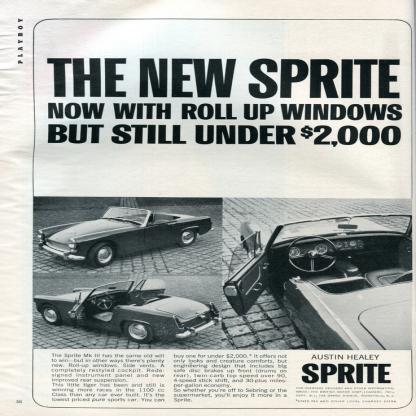 PLAYBOY
THE NEW SPRITE
NOW WITH ROLL UP WINDOWS
BUT STILL UNDER $2,000
The Sprite Mk III has the same old will
to win—but in other ways there's plenty
new. Roll-up windows. Side vents. A
completely restyled cockpit. Rede-
signed instrument panel and new
improved rear suspension.
This little tiger has been and still is
winning more races in the 1100 cc
Class than any car ever built. It's the
lowest priced pure sports car. You can
buy one for under $2,000.* It offers not
only looks and creature comforts, but
engineering design that includes big
safe disc brakes up front (drums on
rear), twin-carb top speed over 90,
4-speed stick shift, and 30-plus miles-
per-gallon economy.
So whether you're off to Sebring or the
supermarket, you'll enjoy it more in a
Sprite.
AUSTIN HEALEY
SPRITE